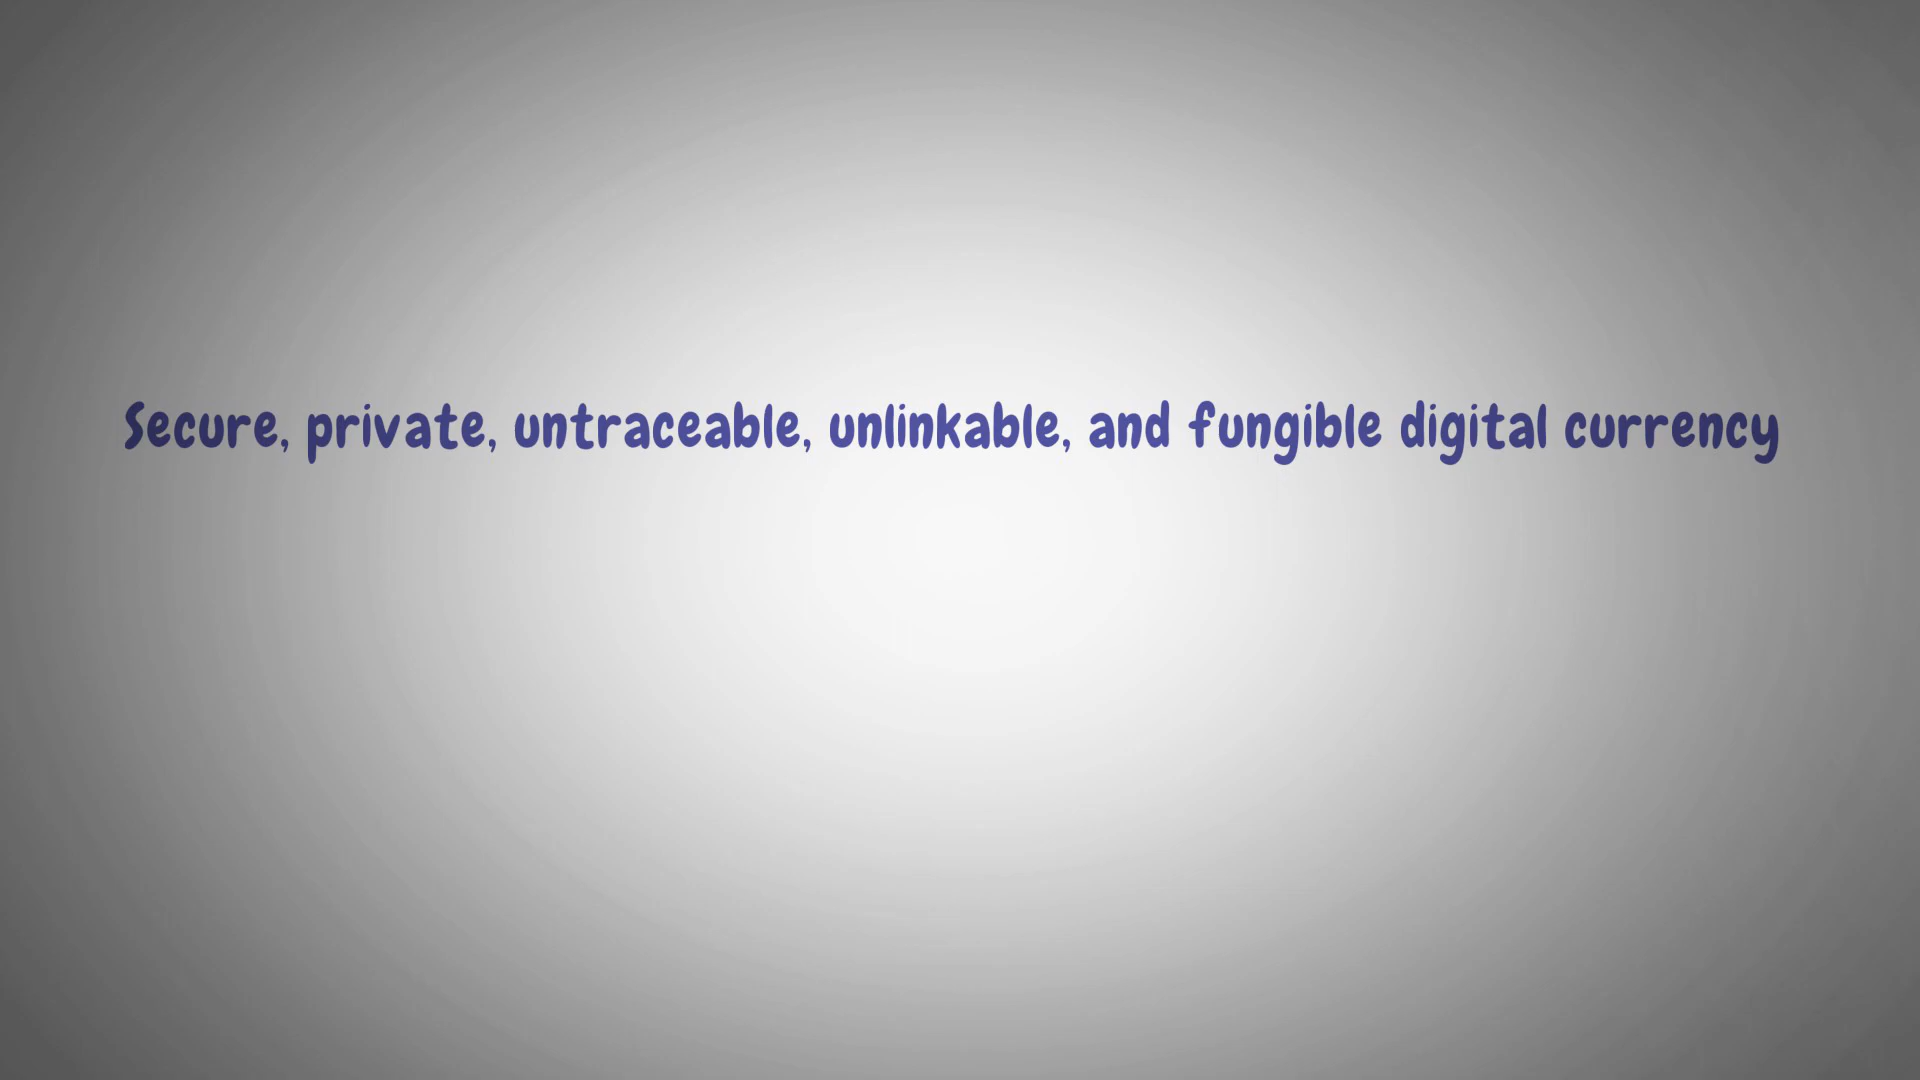 Secure, private, untraceable, unlinkable, and fungible digital currency